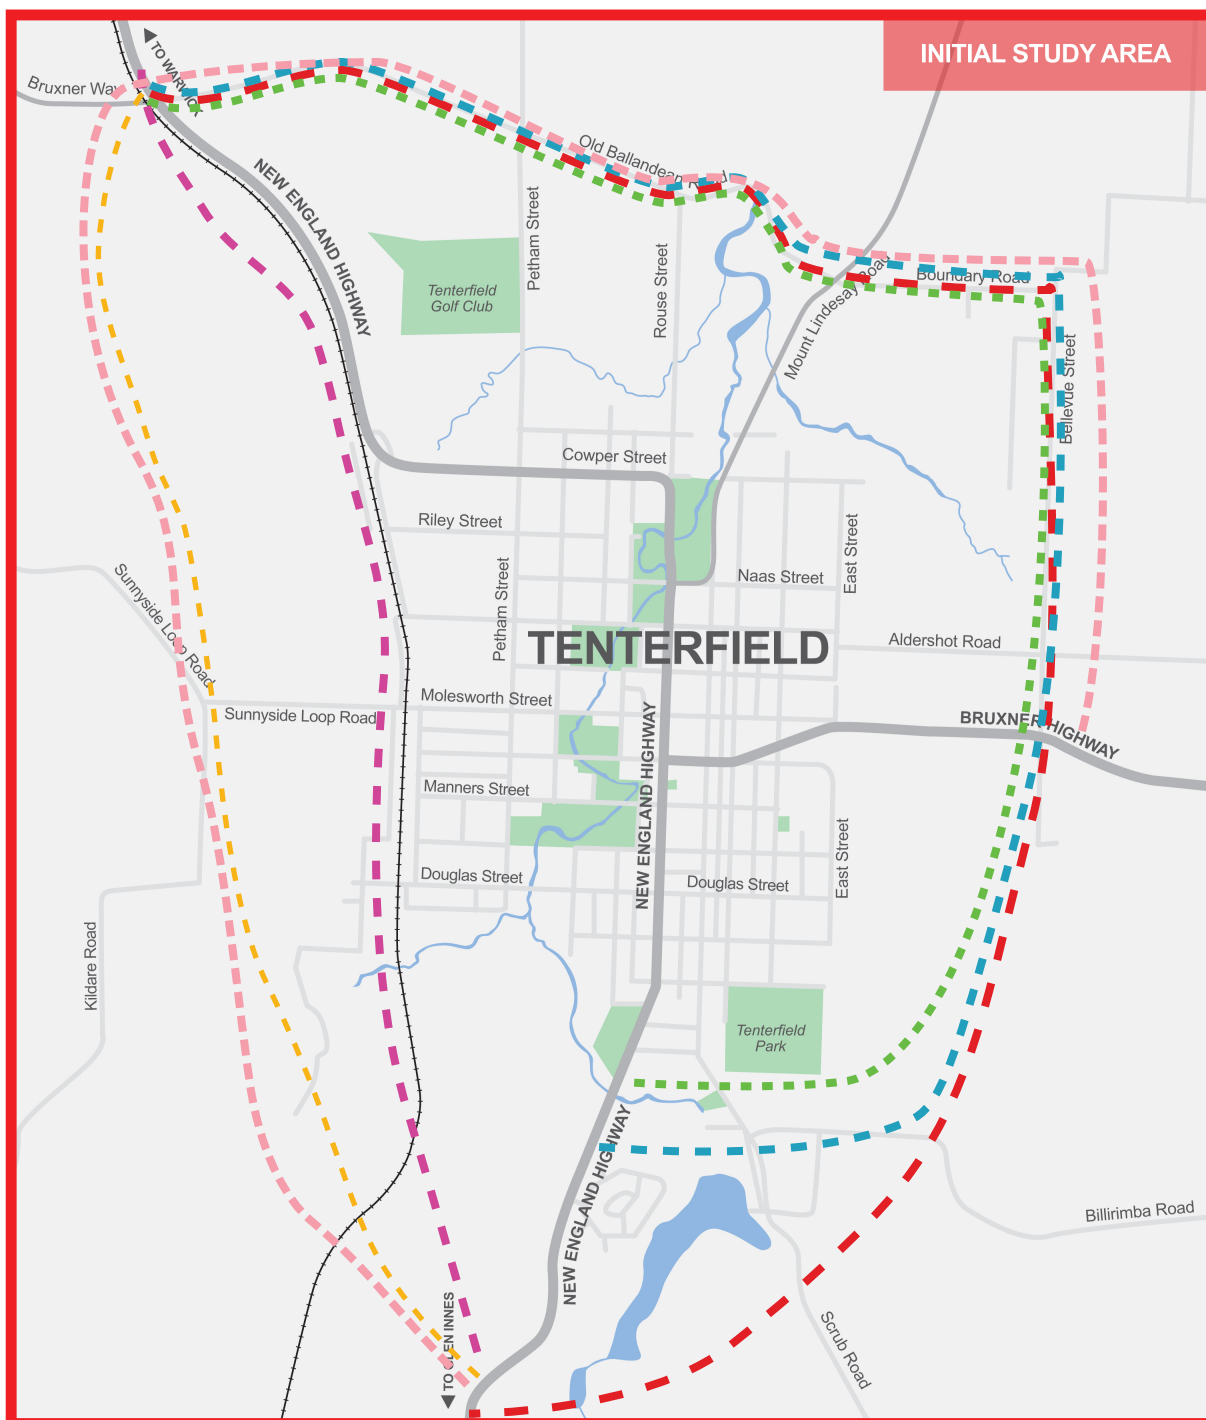 INITIAL STUDY AREA
TO WARWICK
Bruxner Way
NEW ENGLAND HIGHWAY
Old Ballandean Road
Petham Street
Rouse Street
Tenterfield
Golf Club
Mount Lindesay Road
Boundary Road
Bellevue Street
Cowper Street
Riley Street
East Street
Naas Street
Petham Street
Sunnyside Loop Road
TENTERFIELD
Aldershot Road
Molesworth Street
Sunnyside Loop Road
NEW ENGLAND HIGHWAY
BRUXNER HIGHWAY
Manners Street
Douglas Street
Douglas Street
East Street
Kildare Road
Tenterfield
Park
NEW ENGLAND HIGHWAY
Billirimba Road
TO GLEN INNES
Scrub Road